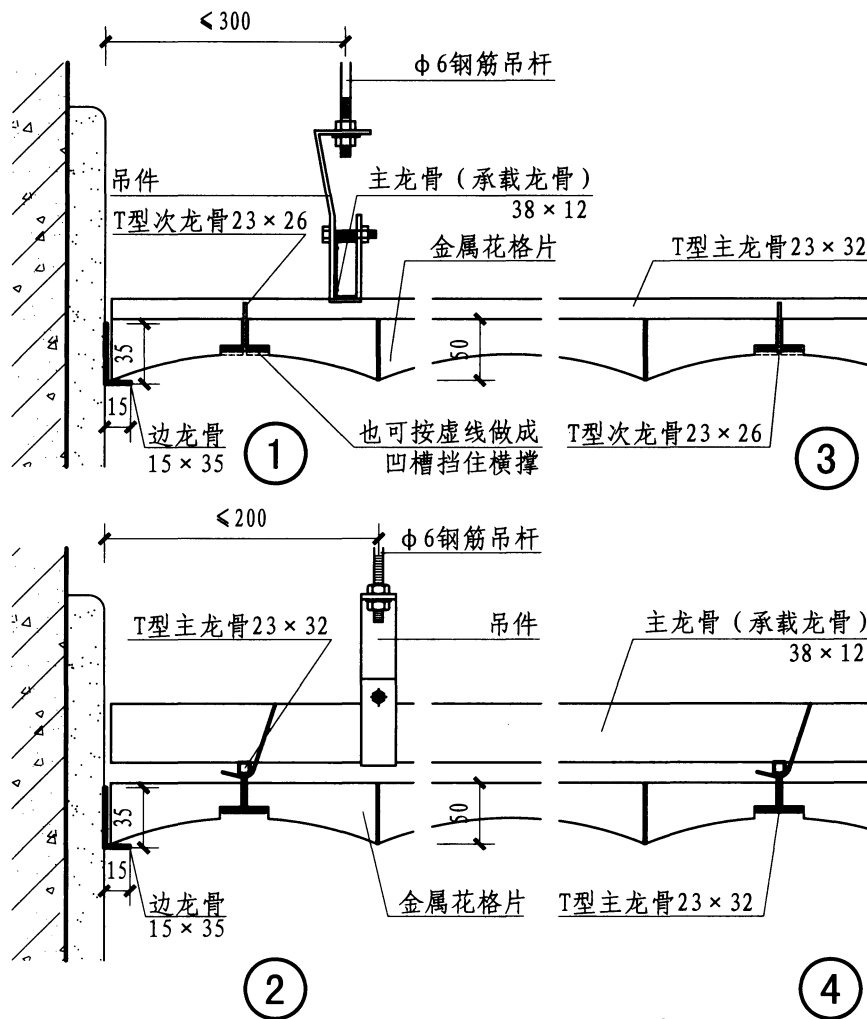 ≤300
φ6钢筋吊杆
吊件
主龙骨（承载龙骨）
38×12
T型次龙骨23×26
金属花格片
T型主龙骨23×32
35
50
15
边龙骨
15×35
1
也可按虚线做成
凹槽挡住横撑
T型次龙骨23×26
3
≤200
φ6钢筋吊杆
T型主龙骨23×32
吊件
主龙骨（承载龙骨）
38×12
35
50
15
边龙骨
15×35
金属花格片
T型主龙骨23×32
2
4